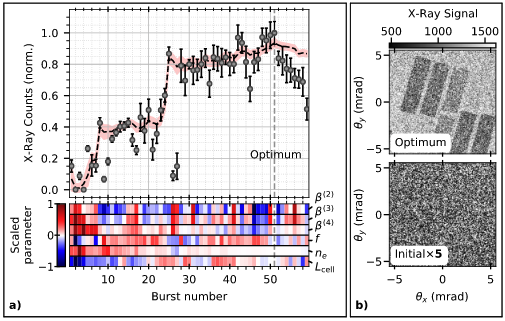 X-Ray Counts (norm.)
1.0
0.8
0.6
0.4
0.2
0.0
Optimum
Scaled
parameter
1
0
−1
β(2)
β(3)
β(4)
f
ne
Lcell
10 20 30 40 50
Burst number
a)
X-Ray Signal
500 1000 1500
θy (mrad)
5
0
−5
Optimum
θy (mrad)
5
0
−5
Initial×5
−5 0 5
θx (mrad)
b)